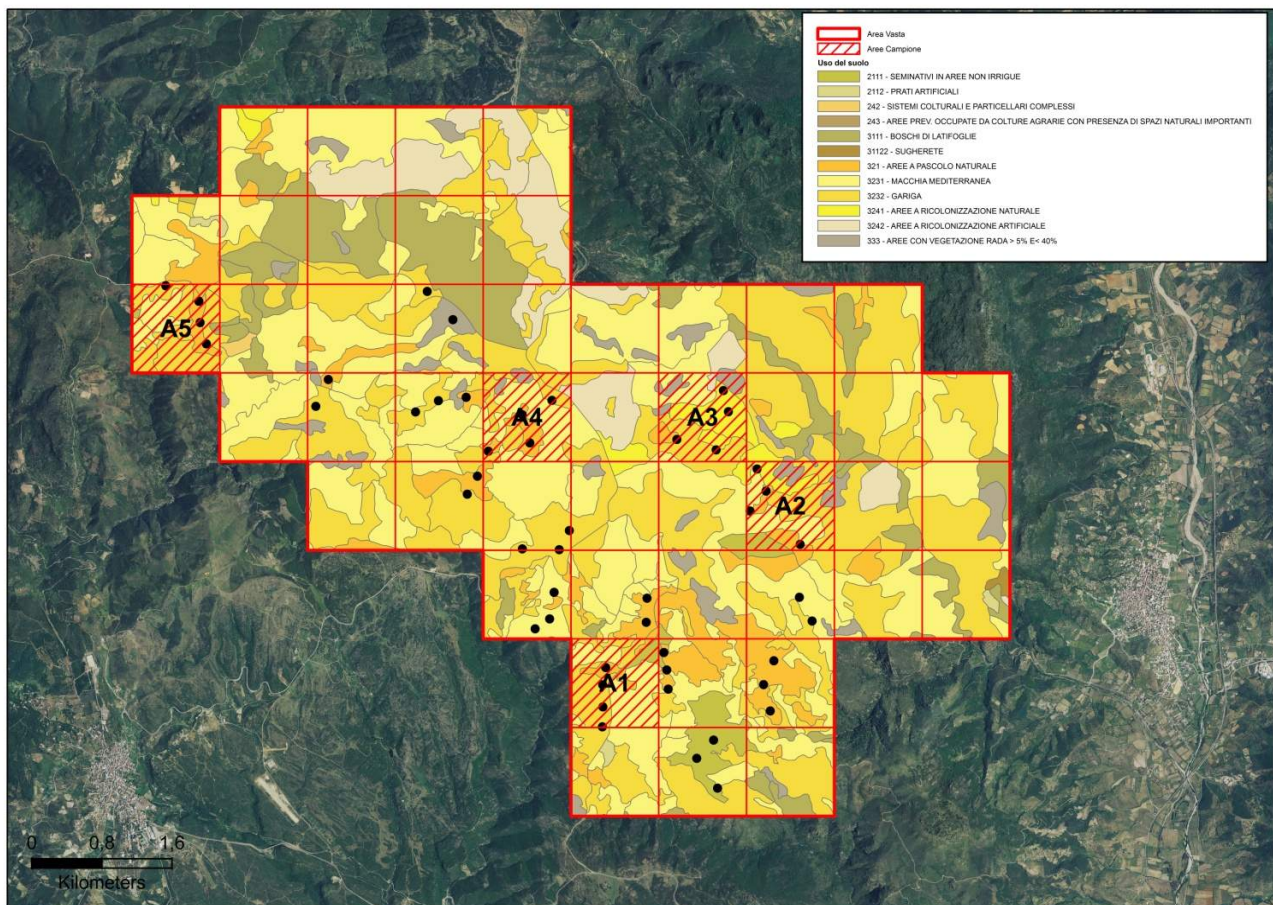 Area Vasta
Aree Campione
Uso del suolo
2111 - SEMINATIVI IN AREE NON IRRIGUE
2112 - PRATI ARTIFICIALI
242 - SISTEMI COLTURALI E PARTICELLARI COMPLESSI
243 - AREE PREV. OCCUPATE DA COLTURE AGRARIE CON PRESENZA DI SPAZI NATURALI IMPORTANTI
3111 - BOSCHI DI LATIFOGLIE
31122 - SUGHERETE
321 - AREE A PASCOLO NATURALE
3231 - MACCHIA MEDITERRANEA
3232 - GARIGA
3241 - AREE A RICOLONIZZAZIONE NATURALE
3242 - AREE A RICOLONIZZAZIONE ARTIFICIALE
333 - AREE CON VEGETAZIONE RADA > 5% E< 40%
A5
A4
A3
A2
A1
0 0,8 1,6
Kilometers